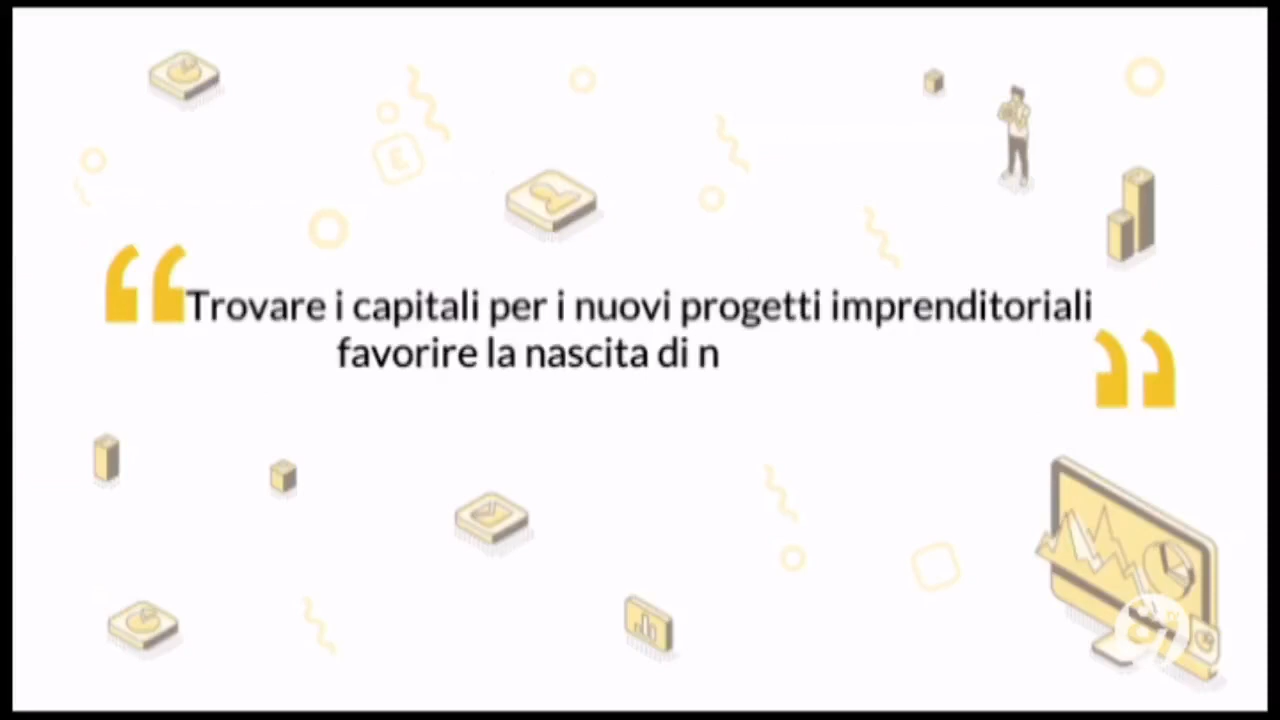 “Trovare i capitali per i nuovi progetti imprenditoriali
favorire la nascita di n ”